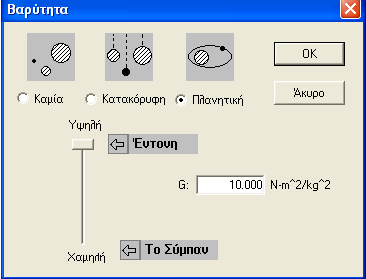 Βαρύτητα
OK
Καμία
Κατακόρυφη
Πλανητική
Άκυρο
Υψηλή
Έντονη
G: 10.000 N-m^2/kg^2
Το Σύμπαν
Χαμηλή